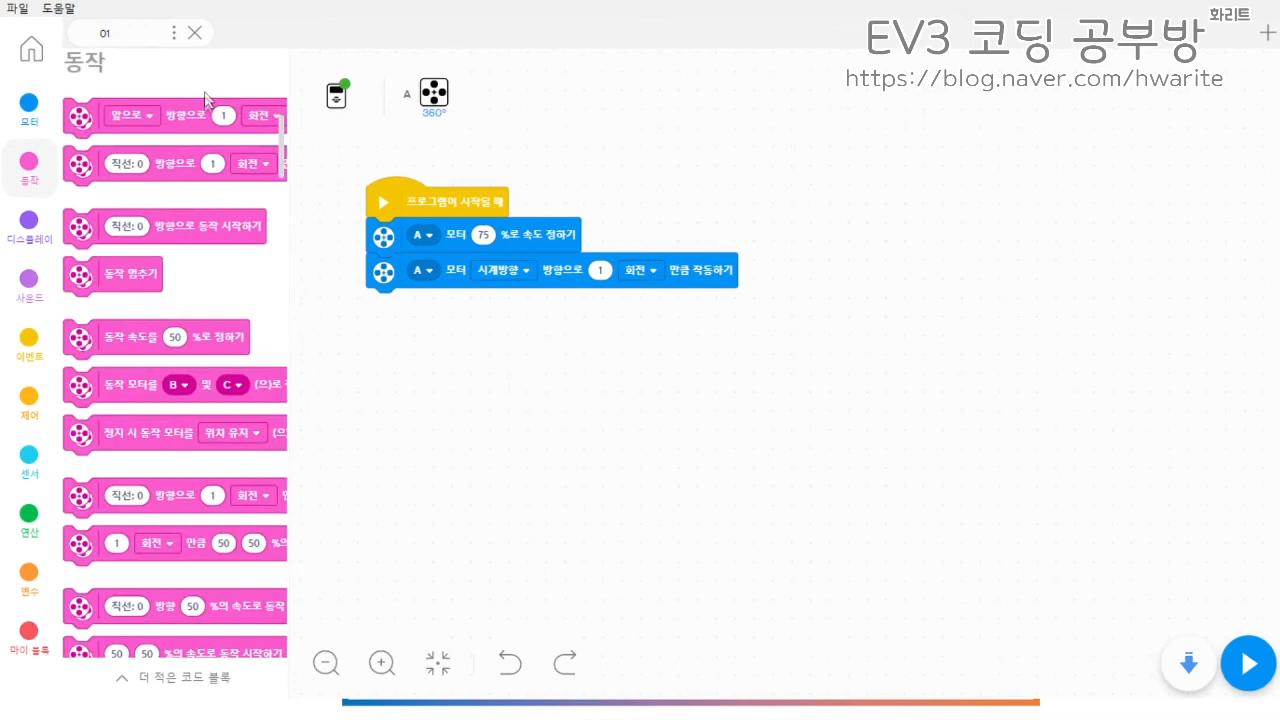 파일 도움말
01
화리트
EV3 코딩 공부방
https://blog.naver.com/hwarite
동작
모터
동작
디스플레이
사운드
이벤트
제어
센서
연산
변수
마이 블록
앞으로 방향으로 1 회전
직선: 0 방향으로 1 회전
직선: 0 방향으로 동작 시작하기
동작 멈추기
동작 속도를 50 %로 정하기
동작 모터를 B 및 C (으)로
정지 시 동작 모터를 위치 유지 (으
직선: 0 방향으로 1 회전
1 회전 만큼 50 50 %의
직선: 0 방향 50 %의 속도로 동작
50 50 %의 속도로 동작 시작하기
더 적은 코드 블록
A
360°
프로그램이 시작될 때
A 모터 75 %로 속도 정하기
A 모터 시계방향 방향으로 1 회전 만큼 작동하기